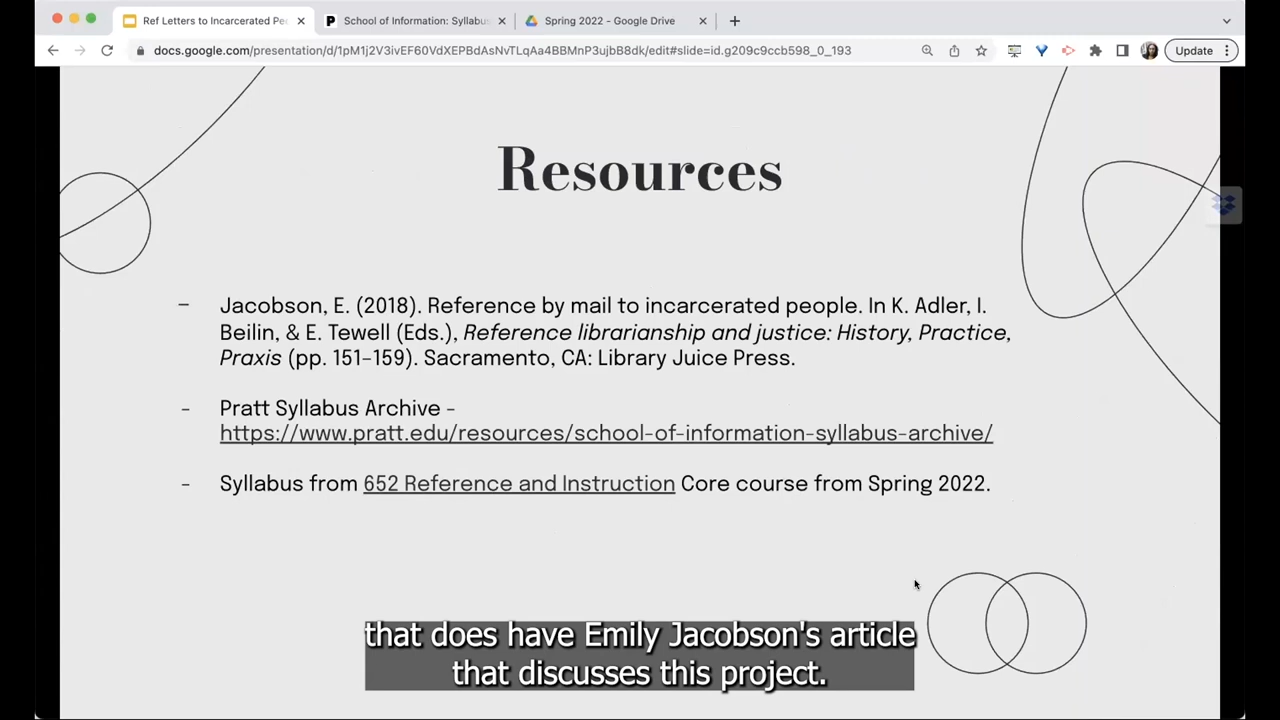 Ref Letters to Incarcerated Pe
School of Information: Syllabus
Spring 2022 - Google Drive
docs.google.com/presentation/d/1pM1j2V3ivEF60VdXEPBdAsNvTLqAa4BBMnP3ujbB8dk/edit#slide=id.g209c9ccb598_0_193
Update
Resources
– Jacobson, E. (2018). Reference by mail to incarcerated people. In K. Adler, I.
Beilin, & E. Tewell (Eds.), Reference librarianship and justice: History, Practice,
Praxis (pp. 151–159). Sacramento, CA: Library Juice Press.
- Pratt Syllabus Archive -
https://www.pratt.edu/resources/school-of-information-syllabus-archive/
- Syllabus from 652 Reference and Instruction Core course from Spring 2022.
that does have Emily Jacobson's article
that discusses this project.